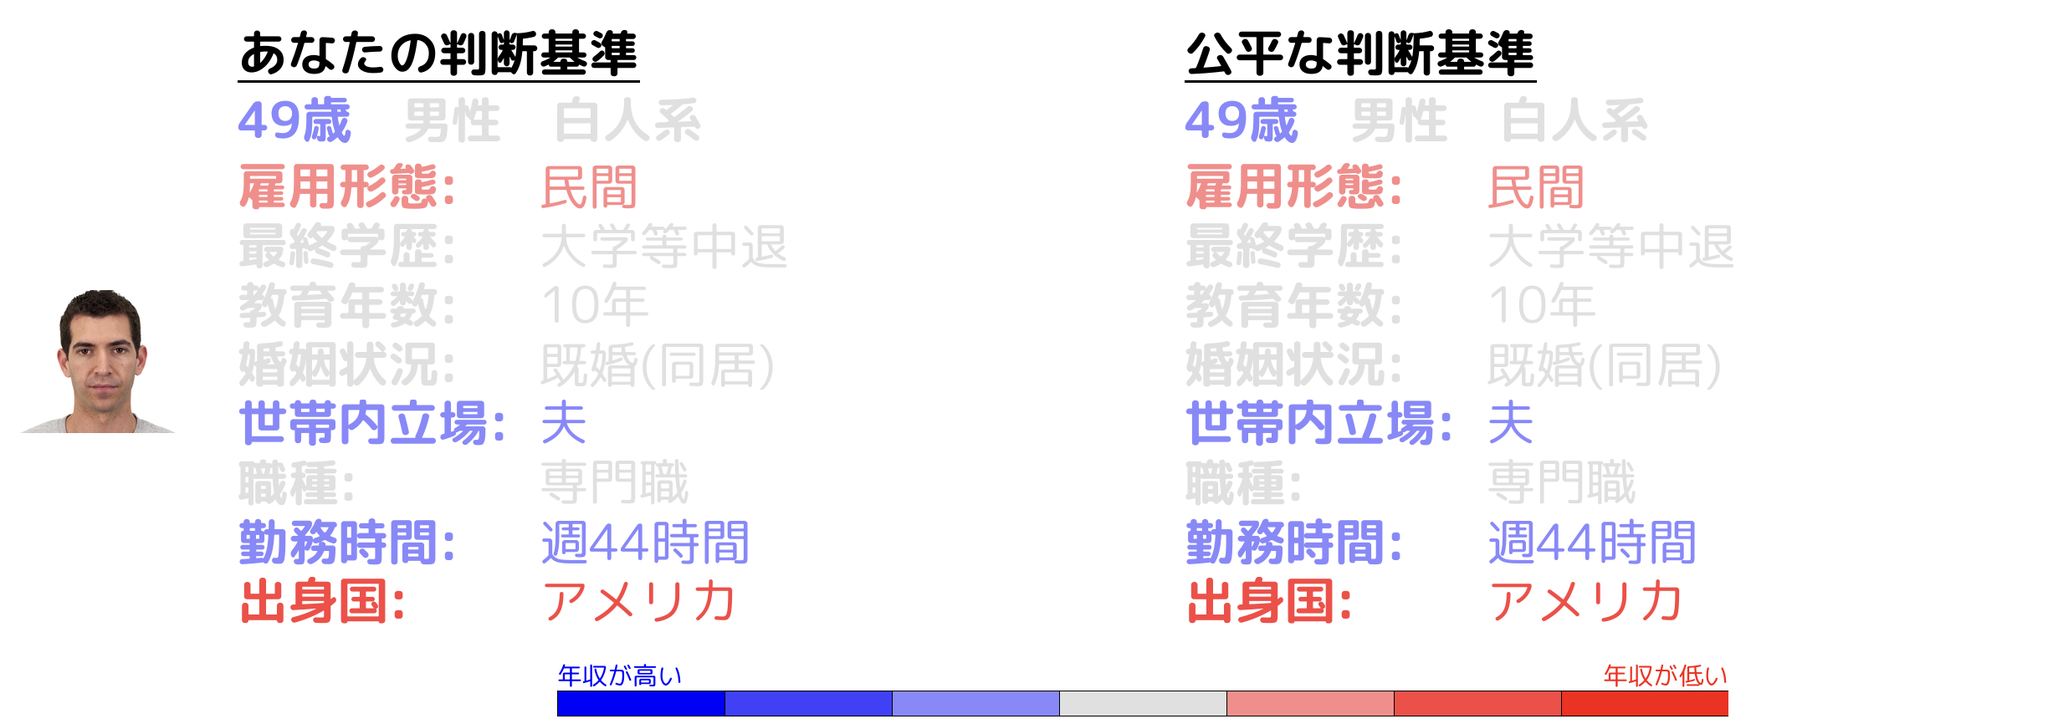 あなたの判断基準
49歳 男性 白人系
雇用形態: 民間
最終学歴: 大学等中退
教育年数: 10年
婚姻状況: 既婚(同居)
世帯内立場: 夫
職種: 専門職
勤務時間: 週44時間
出身国: アメリカ
公平な判断基準
49歳 男性 白人系
雇用形態: 民間
最終学歴: 大学等中退
教育年数: 10年
婚姻状況: 既婚(同居)
世帯内立場: 夫
職種: 専門職
勤務時間: 週44時間
出身国: アメリカ
年収が高い
年収が低い